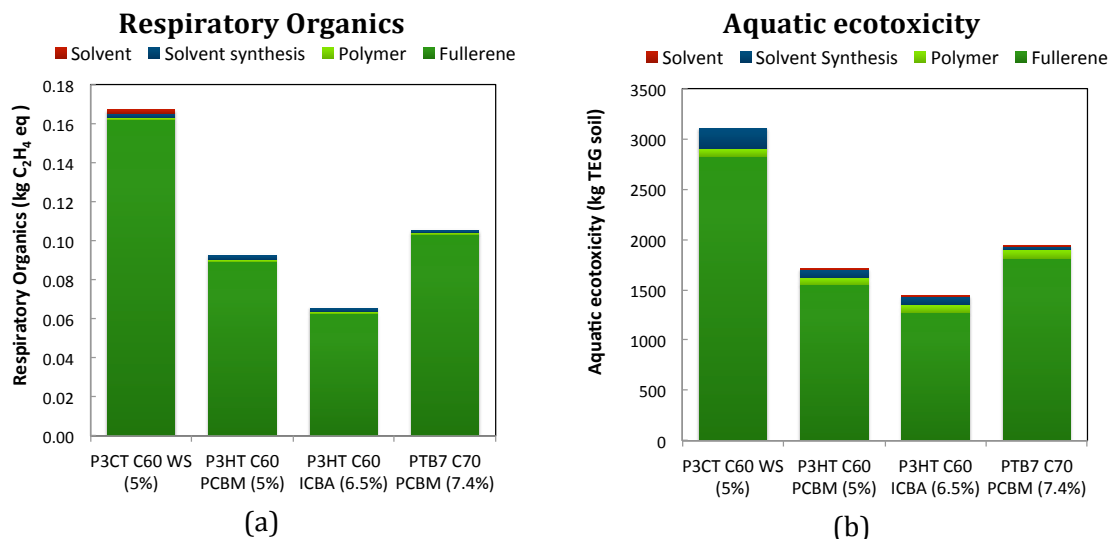 Respiratory Organics
Solvent Solvent synthesis Polymer Fullerene
Respiratory Organics (kg C2H4 eq )
0.18
0.16
0.14
0.12
0.10
0.08
0.06
0.04
0.02
0.00
P3CT C60 WS P3HT C60 P3HT C60 PTB7 C70
(5%) PCBM (5%) ICBA (6.5%) PCBM (7.4%)
(a)
Aquatic ecotoxicity
Solvent Solvent Synthesis Polymer Fullerene
Aquatic ecotoxicity (kg TEG soil)
3500
3000
2500
2000
1500
1000
500
0
P3CT C60 WS P3HT C60 P3HT C60 PTB7 C70
(5%) PCBM (5%) ICBA (6.5%) PCBM (7.4%)
(b)